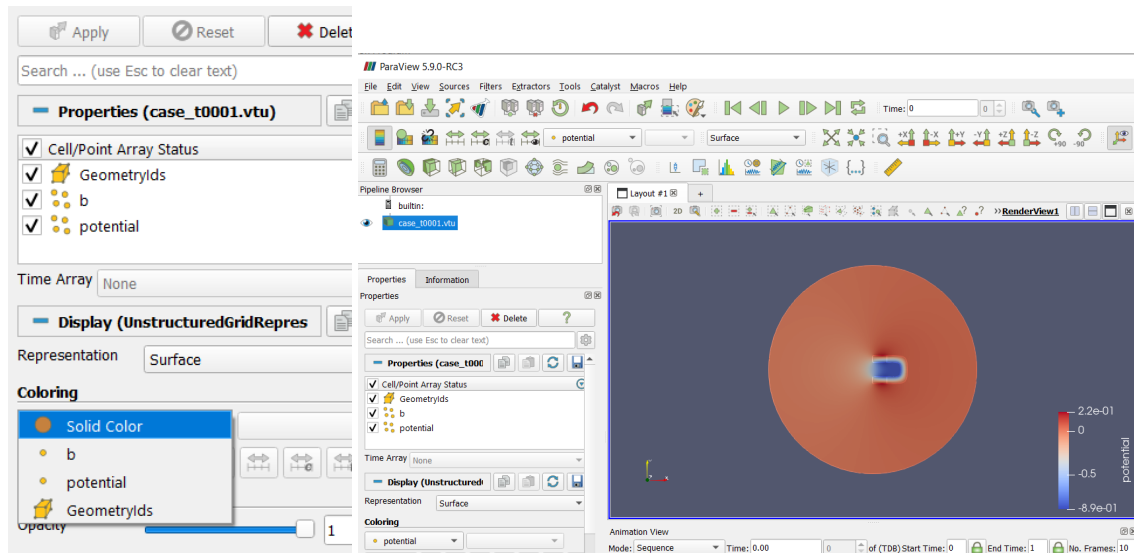 Apply Reset Delet
Search ... (use Esc to clear text)
Properties (case_t0001.vtu)
Cell/Point Array Status
GeometryIds
b
potential
Time Array None
Display (UnstructuredGridRepres
Representation Surface
Coloring
Solid Color
b
potential
GeometryIds
Opacity 1
ParaView 5.9.0-RC3
File Edit View Sources Filters Extractors Tools Catalyst Macros Help
Time: 0 0
potential Surface +X -X +Y -Y +Z -Z +90 -90
Pipeline Browser
builtin:
case_t0001.vtu
Layout #1 +
2D RenderView1
Properties Information
Properties
Apply Reset Delete ?
Search ... (use Esc to clear text)
Properties (case_t000
Cell/Point Array Status
GeometryIds
b
potential
Time Array None
Display (Unstructured
Representation Surface
Coloring
potential
2.2e-01
0
-0.5
-8.9e-01
potential
Animation View
Mode: Sequence Time: 0.00 0 of (TDB) Start Time: 0 End Time: 1 No. Frames: 10